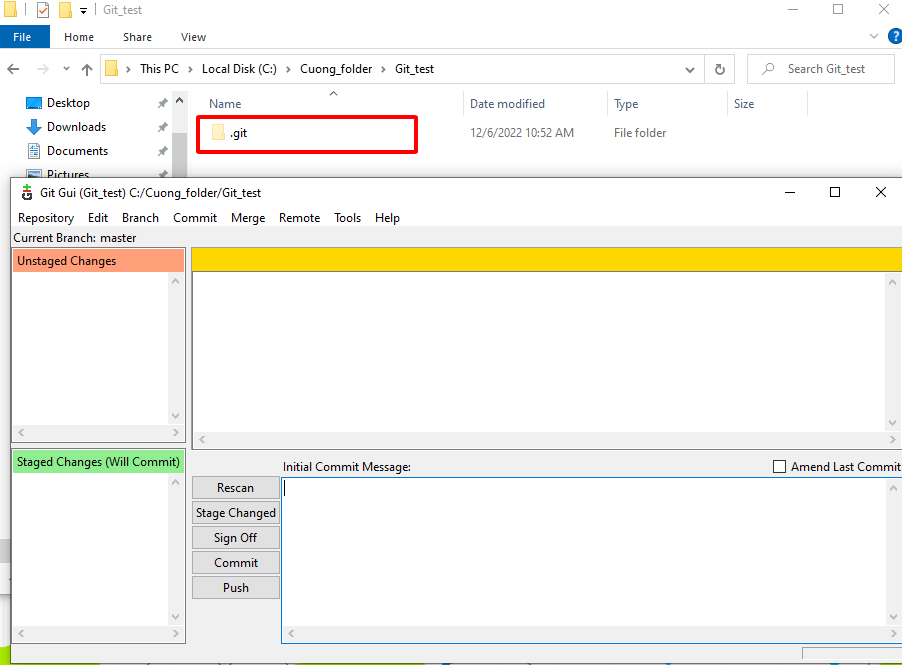 Git_test
File Home Share View
This PC Local Disk (C:) Cuong_folder Git_test
Search Git_test
Desktop
Downloads
Documents
Pictures
Name Date modified Type Size
.git 12/6/2022 10:52 AM File folder
Git Gui (Git_test) C:/Cuong_folder/Git_test
Repository Edit Branch Commit Merge Remote Tools Help
Current Branch: master
Unstaged Changes
Staged Changes (Will Commit)
Initial Commit Message:
Amend Last Commit
Rescan
Stage Changed
Sign Off
Commit
Push